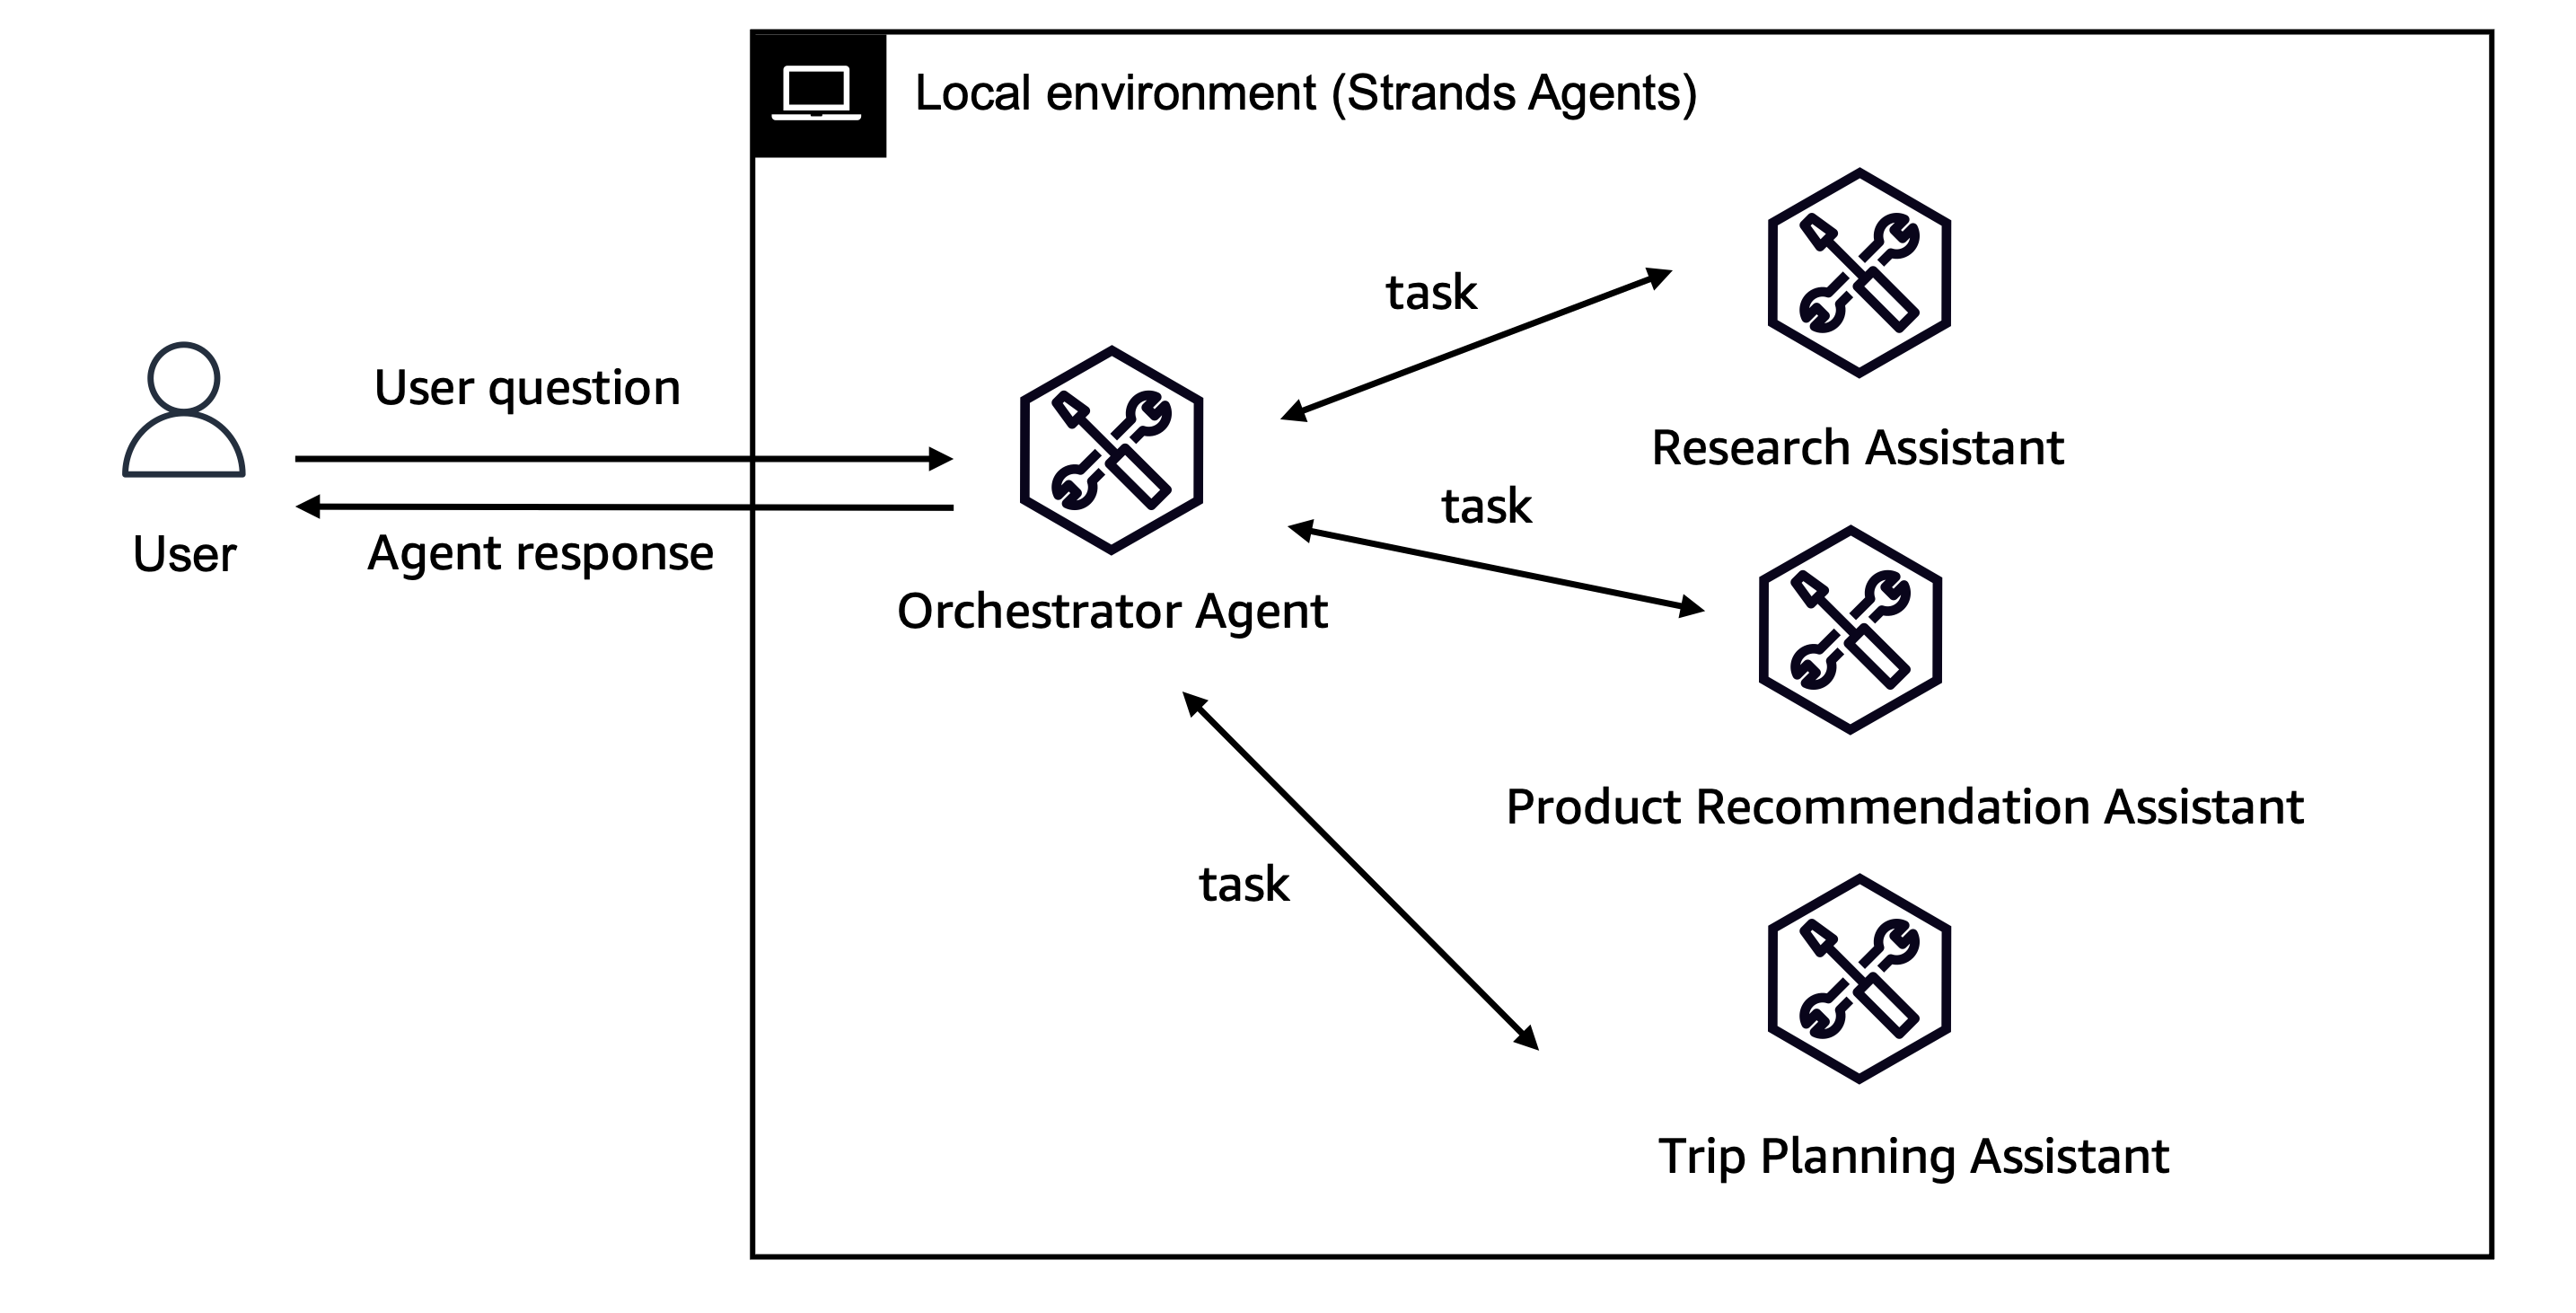 Local environment (Strands Agents)
task
Research Assistant
User question
User
Agent response
Orchestrator Agent
task
Product Recommendation Assistant
task
Trip Planning Assistant